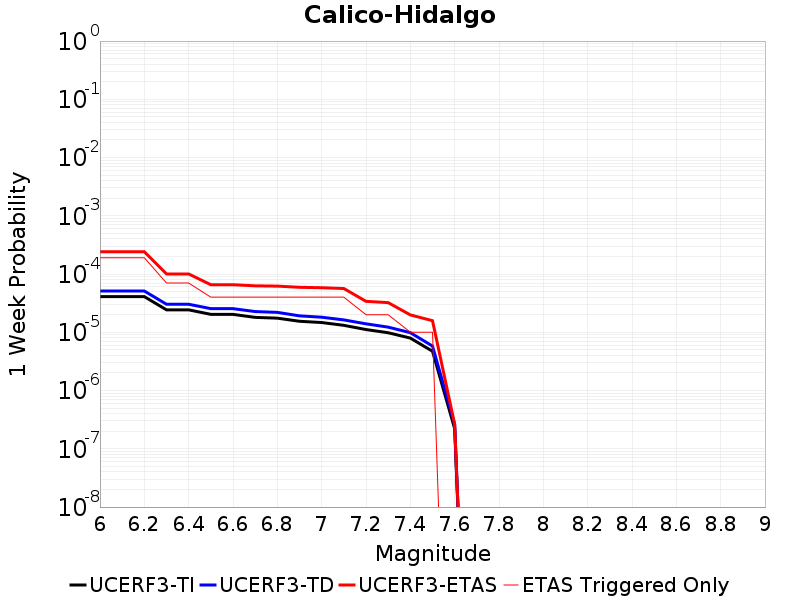 Calico-Hidalgo
10^0
10^-1
10^-2
10^-3
10^-4
10^-5
10^-6
10^-7
10^-8
1 Week Probability
6 6.2 6.4 6.6 6.8 7 7.2 7.4 7.6 7.8 8 8.2 8.4 8.6 8.8 9
Magnitude
UCERF3-TI UCERF3-TD UCERF3-ETAS ETAS Triggered Only